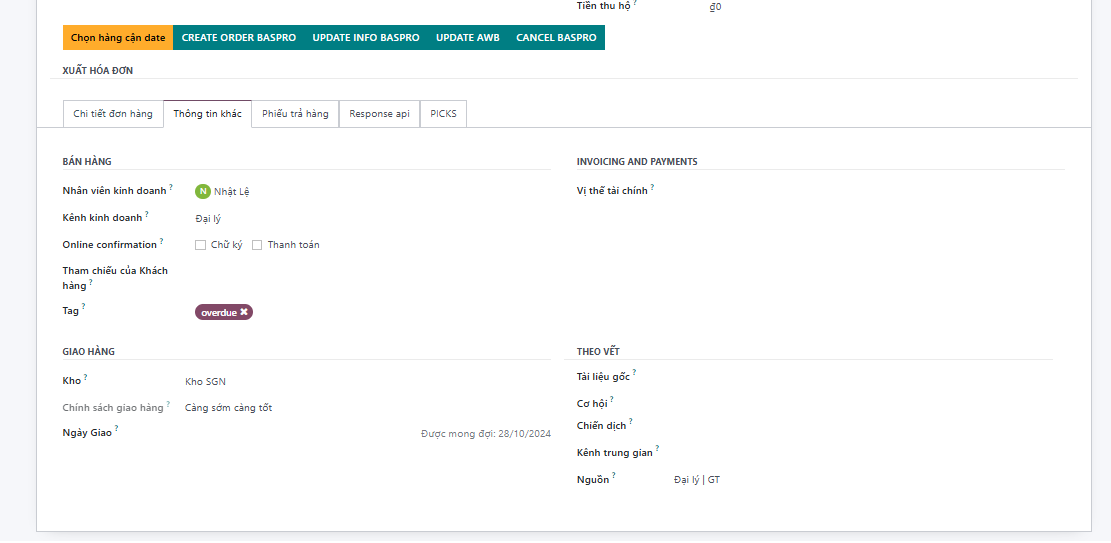 Tiền thu hộ ? ₫0
Chọn hàng cận date CREATE ORDER BASPRO UPDATE INFO BASPRO UPDATE AWB CANCEL BASPRO
XUẤT HÓA ĐƠN
Chi tiết đơn hàng Thông tin khác Phiếu trả hàng Response api PICKS
BÁN HÀNG INVOICING AND PAYMENTS
Nhân viên kinh doanh ? N Nhật Lệ Vị thế tài chính ?
Kênh kinh doanh ? Đại lý
Online confirmation ? Chữ ký Thanh toán
Tham chiếu của Khách
hàng ?
Tag ? overdue ✖
GIAO HÀNG THEO VẾT
Kho ? Kho SGN Tài liệu gốc ?
Chính sách giao hàng ? Càng sớm càng tốt Cơ hội ?
Ngày Giao ? Được mong đợi: 28/10/2024 Chiến dịch ?
Kênh trung gian ?
Nguồn ? Đại lý | GT